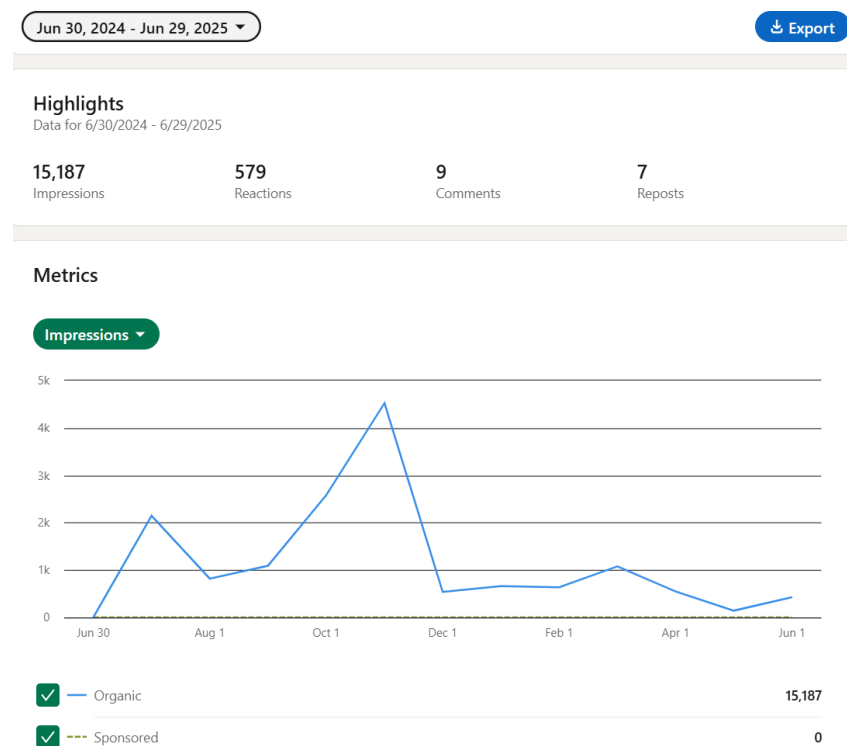 Jun 30, 2024 - Jun 29, 2025
Export
Highlights
Data for 6/30/2024 - 6/29/2025
15,187 579 9 7
Impressions Reactions Comments Reposts
Metrics
Impressions
5k
4k
3k
2k
1k
0
Jun 30 Aug 1 Oct 1 Dec 1 Feb 1 Apr 1 Jun 1
Organic 15,187
Sponsored 0